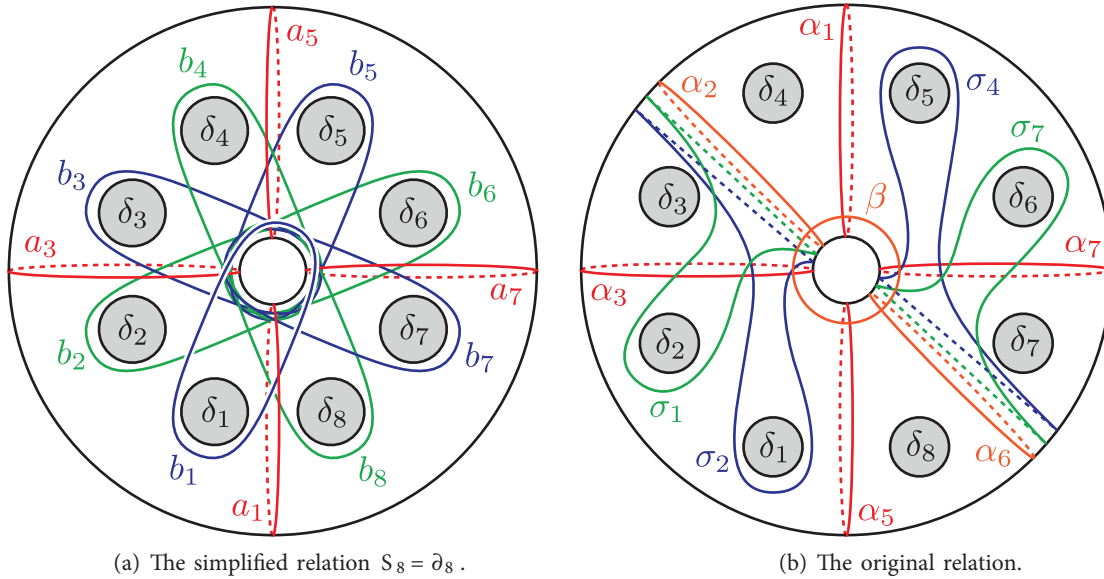 a₅
b₄
b₅
δ₄
δ₅
b₃
b₆
δ₃
δ₆
a₃
a₇
δ₂
δ₇
b₂
b₇
δ₁
δ₈
b₁
b₈
a₁
(a) The simplified relation S₈ = ∂₈ .
α₁
α₂
δ₄
δ₅
σ₄
σ₇
δ₃
β
δ₆
α₃
α₇
δ₂
δ₇
σ₁
σ₂
α₆
δ₁
δ₈
α₅
(b) The original relation.